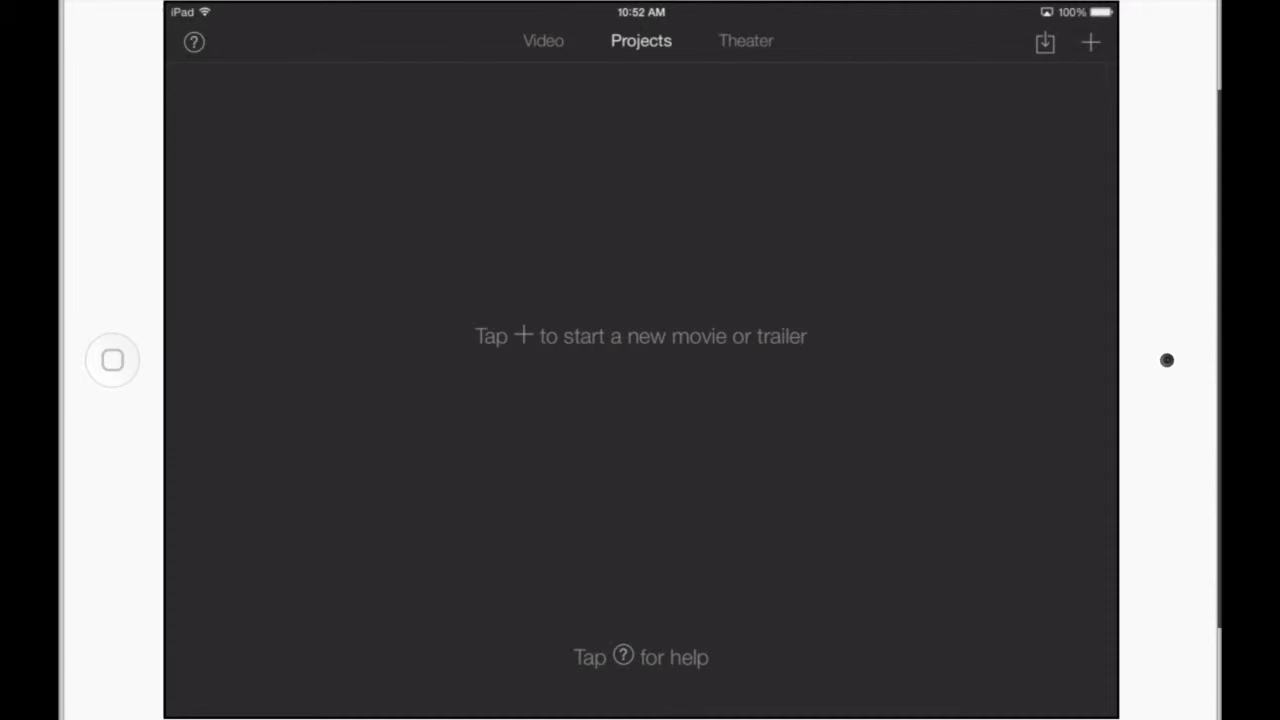 iPad 10:52 AM 100%
? Video Projects Theater +
Tap + to start a new movie or trailer
Tap ? for help